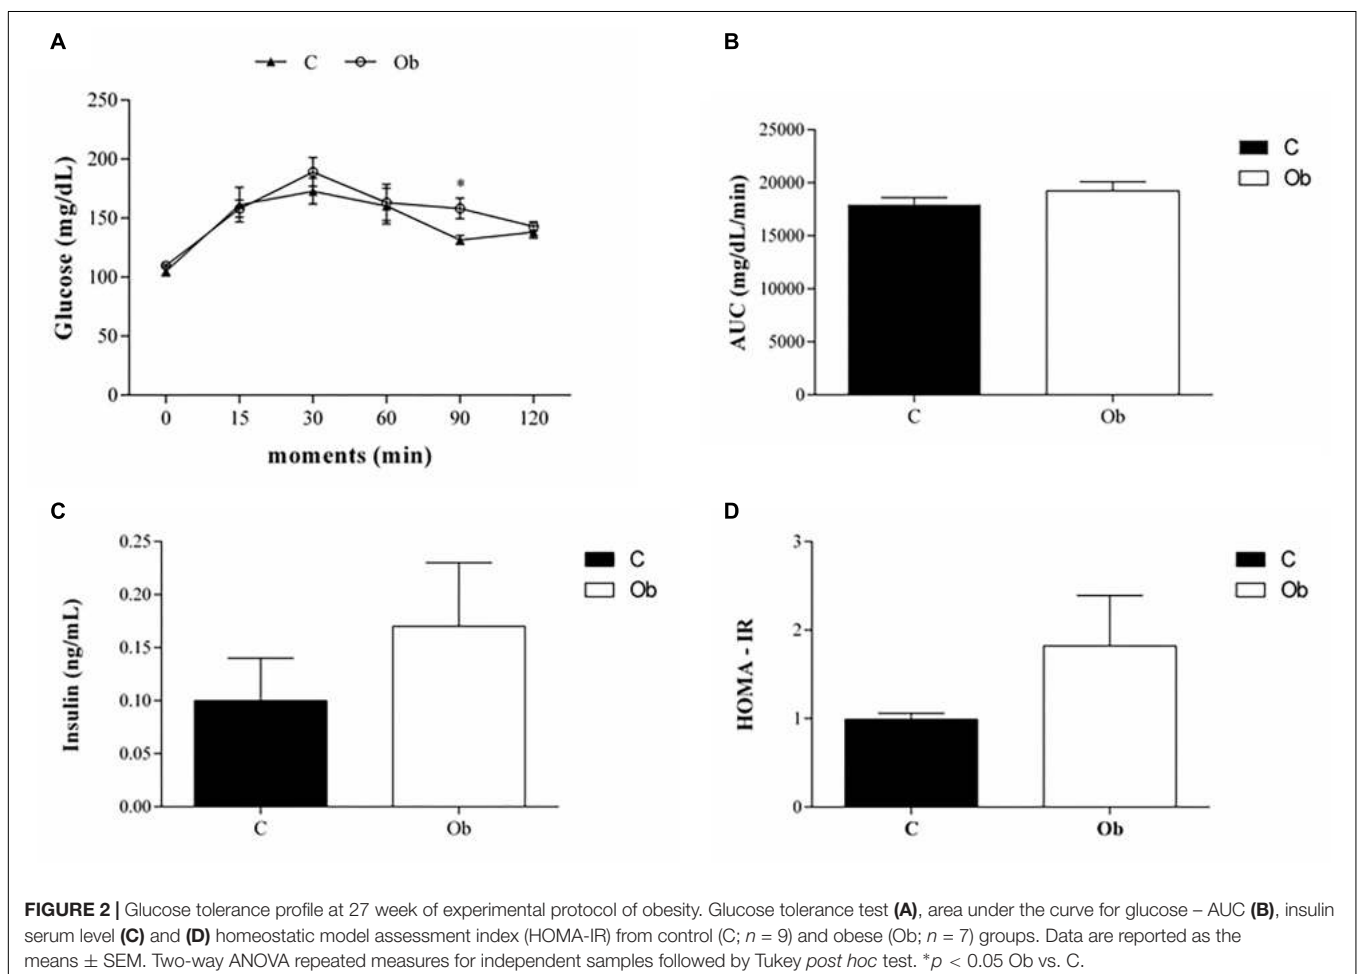 A
C Ob
250
200
150
100
50
0
Glucose (mg/dL)
*
0 15 30 60 90 120
moments (min)
B
25000
20000
15000
10000
5000
0
AUC (mg/dL/min)
C Ob
C
Ob
C
0.25
0.20
0.15
0.10
0.05
0.00
Insulin (ng/mL)
C Ob
C
Ob
D
3
2
1
0
HOMA - IR
C Ob
C
Ob
FIGURE 2 | Glucose tolerance profile at 27 week of experimental protocol of obesity. Glucose tolerance test (A), area under the curve for glucose – AUC (B), insulin
serum level (C) and (D) homeostatic model assessment index (HOMA-IR) from control (C; n = 9) and obese (Ob; n = 7) groups. Data are reported as the
means ± SEM. Two-way ANOVA repeated measures for independent samples followed by Tukey post hoc test. *p < 0.05 Ob vs. C.